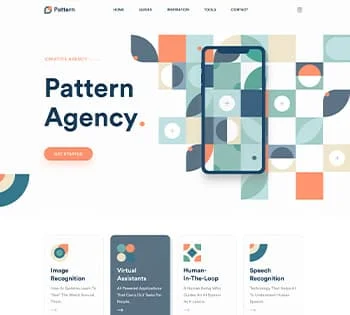 Pattern
HOME GUIDES INSPIRATION TOOLS CONTACT
CREATIVE AGENCY
Pattern
Agency.
GET STARTED
Image
Recognition
How AI Systems Learn To
"See" The World Around
Them.
Virtual
Assistants
AI-Powered Applications
That Carry Out Tasks For
People.
Human-
In-The-Loop
A Human Being Who
Guides An AI System
As It Learns.
Speech
Recognition
Technology That Helps AI
To Understand Human
Speech.